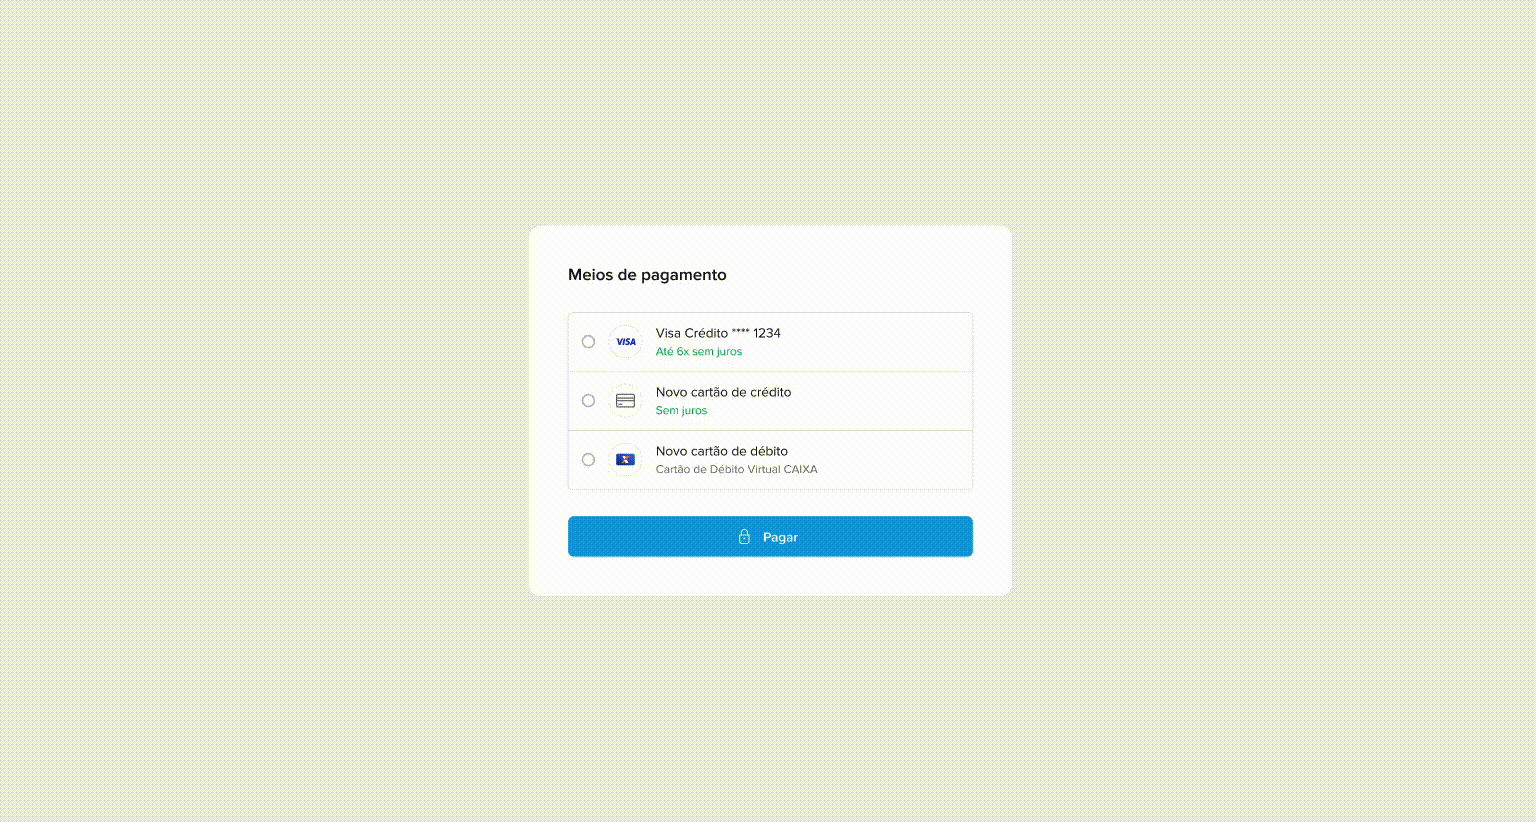 Meios de pagamento
VISA
Visa Crédito **** 1234
Até 6x sem juros
Novo cartão de crédito
Sem juros
Novo cartão de débito
Cartão de Débito Virtual CAIXA
Pagar